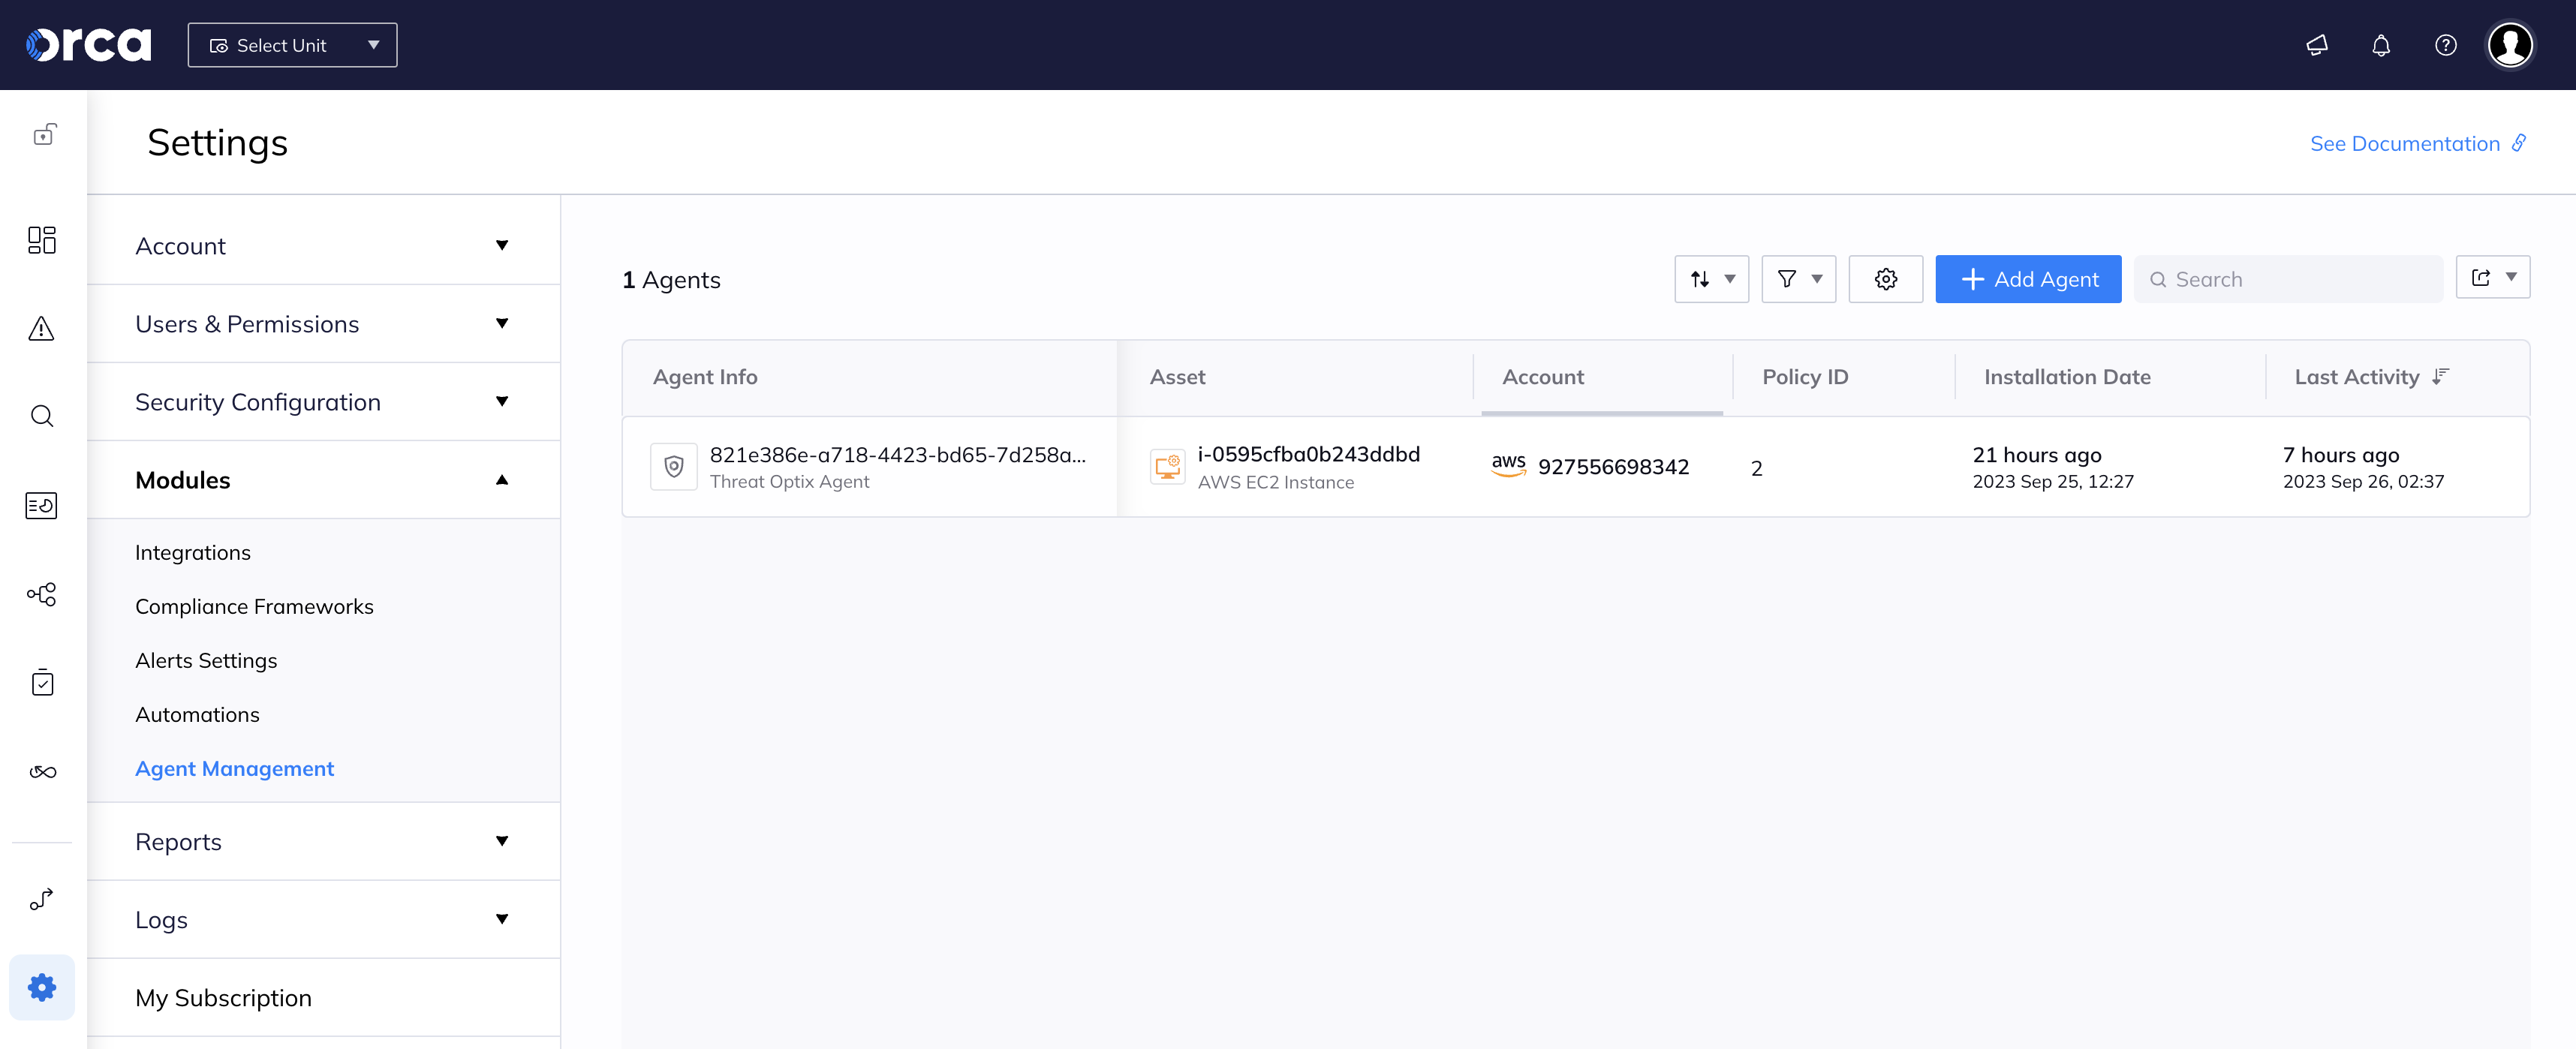 orca
Select Unit
Settings
See Documentation
Account
Users & Permissions
Security Configuration
Modules
Integrations
Compliance Frameworks
Alerts Settings
Automations
Agent Management
Reports
Logs
My Subscription
1 Agents
Add Agent
Search
Agent Info
Asset
Account
Policy ID
Installation Date
Last Activity
821e386e-a718-4423-bd65-7d258a...
Threat Optix Agent
i-0595cfba0b243ddbd
AWS EC2 Instance
aws
927556698342
2
21 hours ago
2023 Sep 25, 12:27
7 hours ago
2023 Sep 26, 02:37